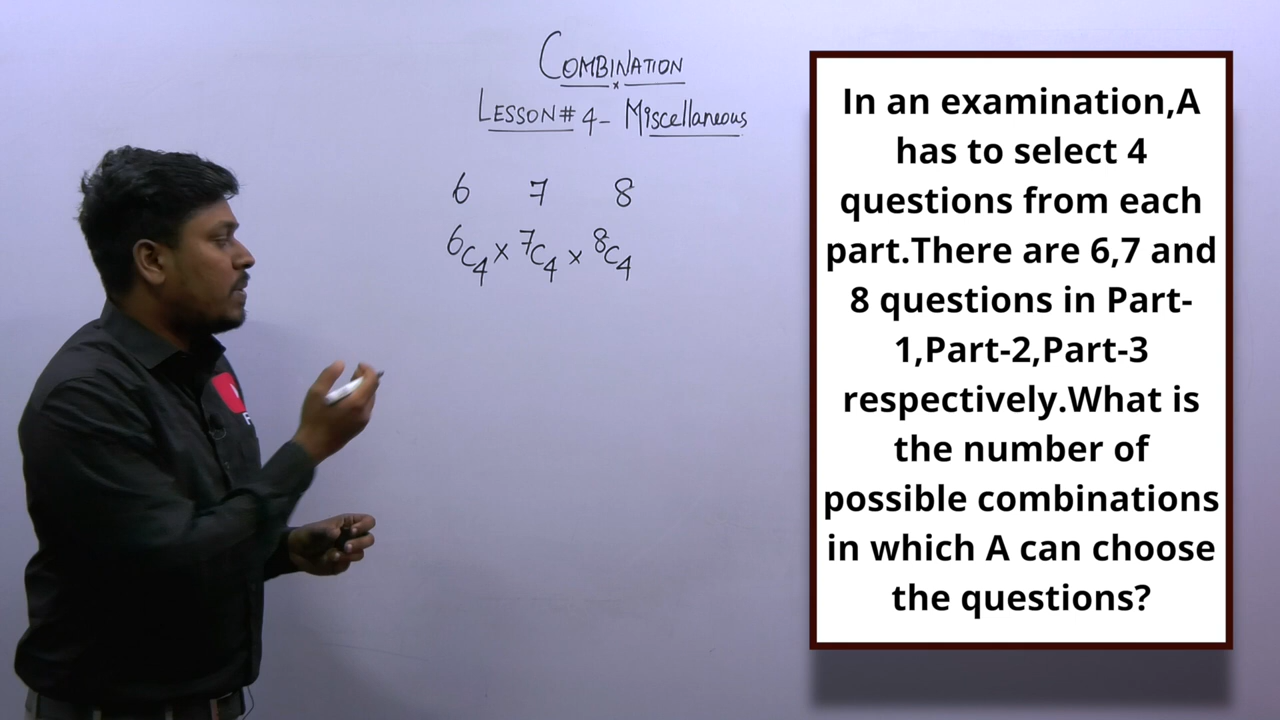 COMBINATION
LESSON# 4- Miscellaneous
6 7 8
6C4 x 7C4 x 8C4
In an examination,A
has to select 4
questions from each
part.There are 6,7 and
8 questions in Part-
1,Part-2,Part-3
respectively.What is
the number of
possible combinations
in which A can choose
the questions?